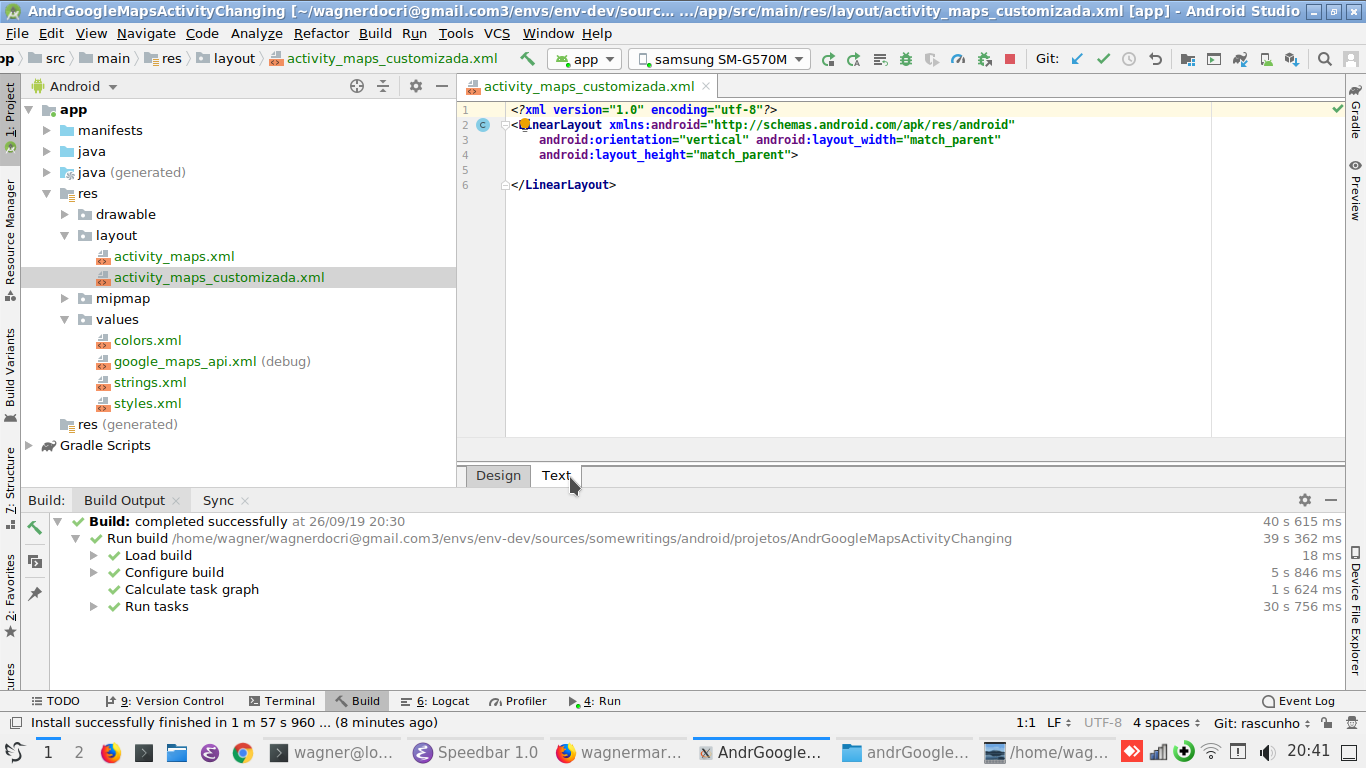 AndrGoogleMapsActivityChanging [~/wagnerdocri@gmail.com3/envs/env-dev/sourc... .../app/src/main/res/layout/activity_maps_customizada.xml [app] - Android Studio
File Edit View Navigate Code Analyze Refactor Build Run Tools VCS Window Help
pp src main res layout activity_maps_customizada.xml app samsung SM-G570M Git:
1: Project
Resource Manager
Build Variants
7: Structure
2: Favorites
ures
Android
app
manifests
java
java (generated)
res
drawable
layout
activity_maps.xml
activity_maps_customizada.xml
mipmap
values
colors.xml
google_maps_api.xml (debug)
strings.xml
styles.xml
res (generated)
Gradle Scripts
activity_maps_customizada.xml
1 <?xml version="1.0" encoding="utf-8"?>
2 C <LinearLayout xmlns:android="http://schemas.android.com/apk/res/android"
3 android:orientation="vertical" android:layout_width="match_parent"
4 android:layout_height="match_parent">
5
6 </LinearLayout>
Design Text
Gradle
Preview
Device File Explorer
Build: Build Output Sync
Build: completed successfully at 26/09/19 20:30 40 s 615 ms
Run build /home/wagner/wagnerdocri@gmail.com3/envs/env-dev/sources/somewritings/android/projetos/AndrGoogleMapsActivityChanging 39 s 362 ms
Load build 18 ms
Configure build 5 s 846 ms
Calculate task graph 1 s 624 ms
Run tasks 30 s 756 ms
TODO 9: Version Control Terminal Build 6: Logcat Profiler 4: Run Event Log
Install successfully finished in 1 m 57 s 960 ... (8 minutes ago) 1:1 LF UTF-8 4 spaces Git: rascunho
1 2 wagner@lo... Speedbar 1.0 wagnermar... AndrGoogle... andrGoogle... /home/wag... 20:41